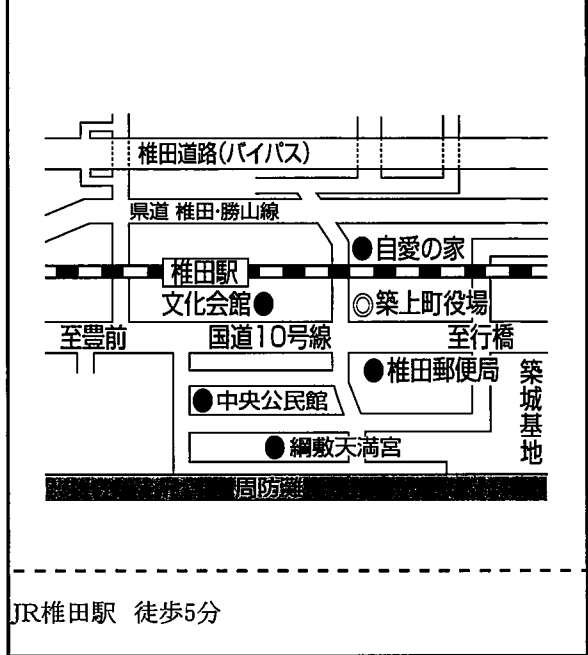 椎田道路(バイパス)
県道 椎田・勝山線
●自愛の家
椎田駅
文化会館●
◎築上町役場
至豊前
国道10号線
至行橋
●椎田郵便局
築城基地
●中央公民館
●綱敷天満宮
周防灘
JR椎田駅 徒歩5分